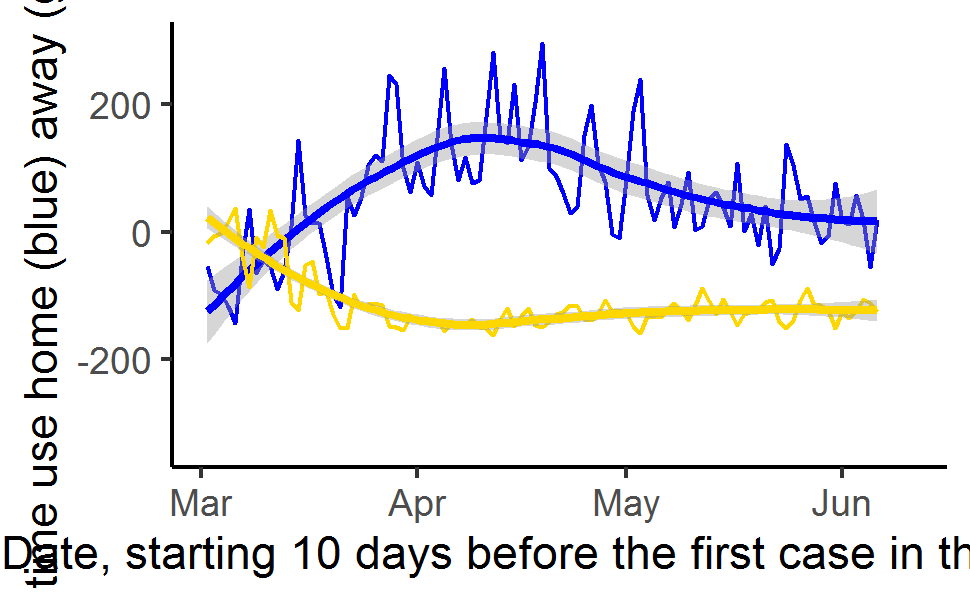 time use home (blue) away (
200
0
-200
Mar Apr May Jun
Date, starting 10 days before the first case in th